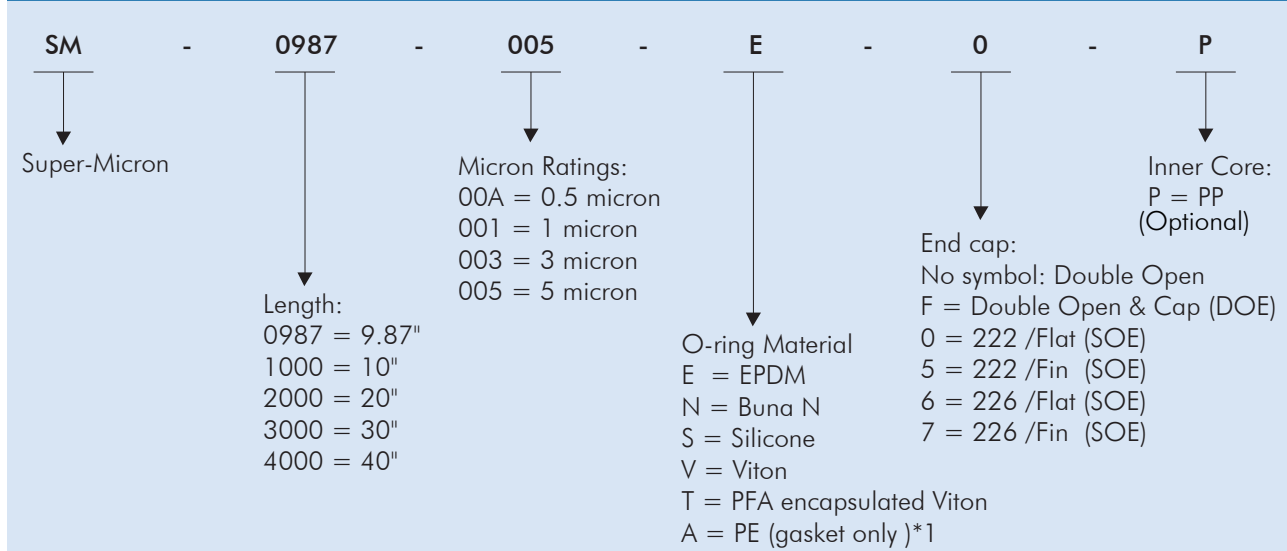 SM - 0987 - 005 - E - 0 - P
Super-Micron
Length:
0987 = 9.87"
1000 = 10"
2000 = 20"
3000 = 30"
4000 = 40"
Micron Ratings:
00A = 0.5 micron
001 = 1 micron
003 = 3 micron
005 = 5 micron
O-ring Material
E = EPDM
N = Buna N
S = Silicone
V = Viton
T = PFA encapsulated Viton
A = PE (gasket only )*1
End cap:
No symbol: Double Open
F = Double Open & Cap (DOE)
0 = 222 /Flat (SOE)
5 = 222 /Fin (SOE)
6 = 226 /Flat (SOE)
7 = 226 /Fin (SOE)
Inner Core:
P = PP
(Optional)